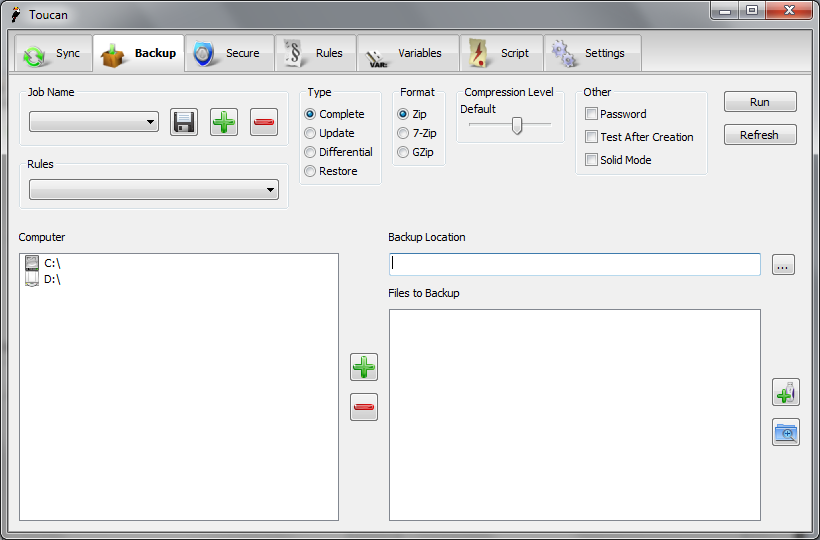 Toucan
Sync Backup Secure Rules VAR: Variables Script Settings
Job Name
Type
Complete
Update
Differential
Restore
Format
Zip
7-Zip
GZip
Compression Level
Default
Other
Password
Test After Creation
Solid Mode
Run
Refresh
Rules
Computer
C:\
D:\
Backup Location
...
Files to Backup